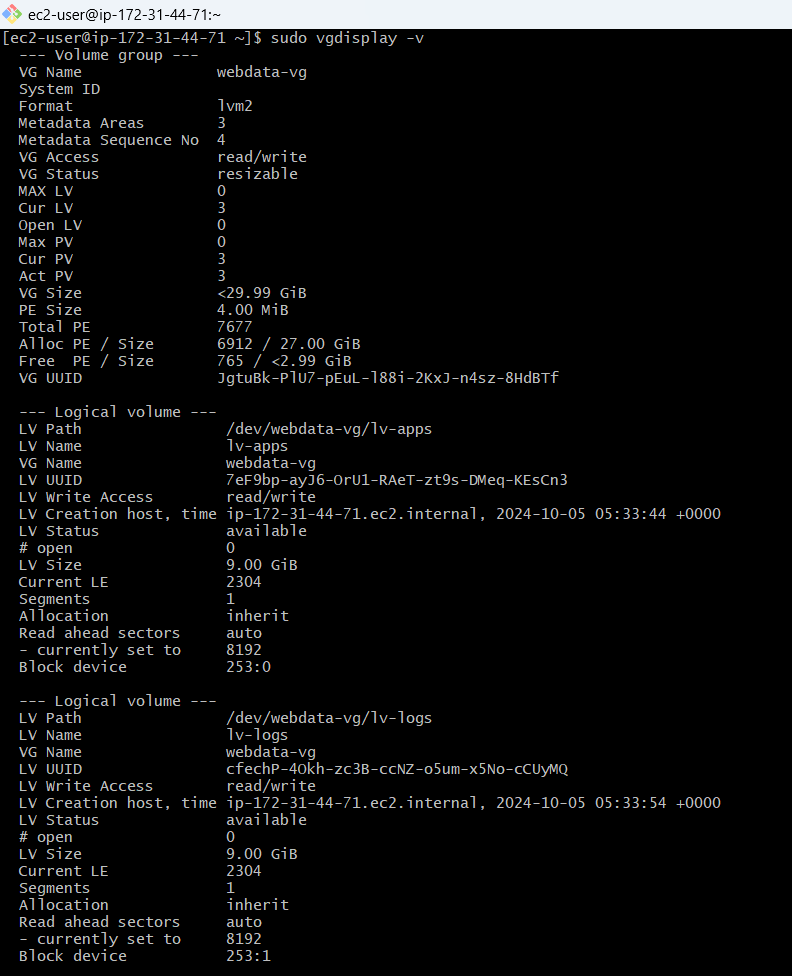 ec2-user@ip-172-31-44-71:~
[ec2-user@ip-172-31-44-71 ~]$ sudo vgdisplay -v
  --- Volume group ---
  VG Name               webdata-vg
  System ID
  Format                lvm2
  Metadata Areas        3
  Metadata Sequence No  4
  VG Access             read/write
  VG Status             resizable
  MAX LV                0
  Cur LV                3
  Open LV               0
  Max PV                0
  Cur PV                3
  Act PV                3
  VG Size               <29.99 GiB
  PE Size               4.00 MiB
  Total PE              7677
  Alloc PE / Size       6912 / 27.00 GiB
  Free  PE / Size       765 / <2.99 GiB
  VG UUID               JgtuBk-PlU7-pEuL-l88i-2KxJ-n4sz-8HdBTf

  --- Logical volume ---
  LV Path                /dev/webdata-vg/lv-apps
  LV Name                lv-apps
  VG Name                webdata-vg
  LV UUID                7eF9bp-ayJ6-OrU1-RAeT-zt9s-DMeq-KEsCn3
  LV Write Access        read/write
  LV Creation host, time ip-172-31-44-71.ec2.internal, 2024-10-05 05:33:44 +0000
  LV Status              available
  # open                 0
  LV Size                9.00 GiB
  Current LE             2304
  Segments               1
  Allocation             inherit
  Read ahead sectors     auto
  - currently set to     8192
  Block device           253:0

  --- Logical volume ---
  LV Path                /dev/webdata-vg/lv-logs
  LV Name                lv-logs
  VG Name                webdata-vg
  LV UUID                cfechP-4Okh-zc3B-ccNZ-o5um-x5No-cCUyMQ
  LV Write Access        read/write
  LV Creation host, time ip-172-31-44-71.ec2.internal, 2024-10-05 05:33:54 +0000
  LV Status              available
  # open                 0
  LV Size                9.00 GiB
  Current LE             2304
  Segments               1
  Allocation             inherit
  Read ahead sectors     auto
  - currently set to     8192
  Block device           253:1